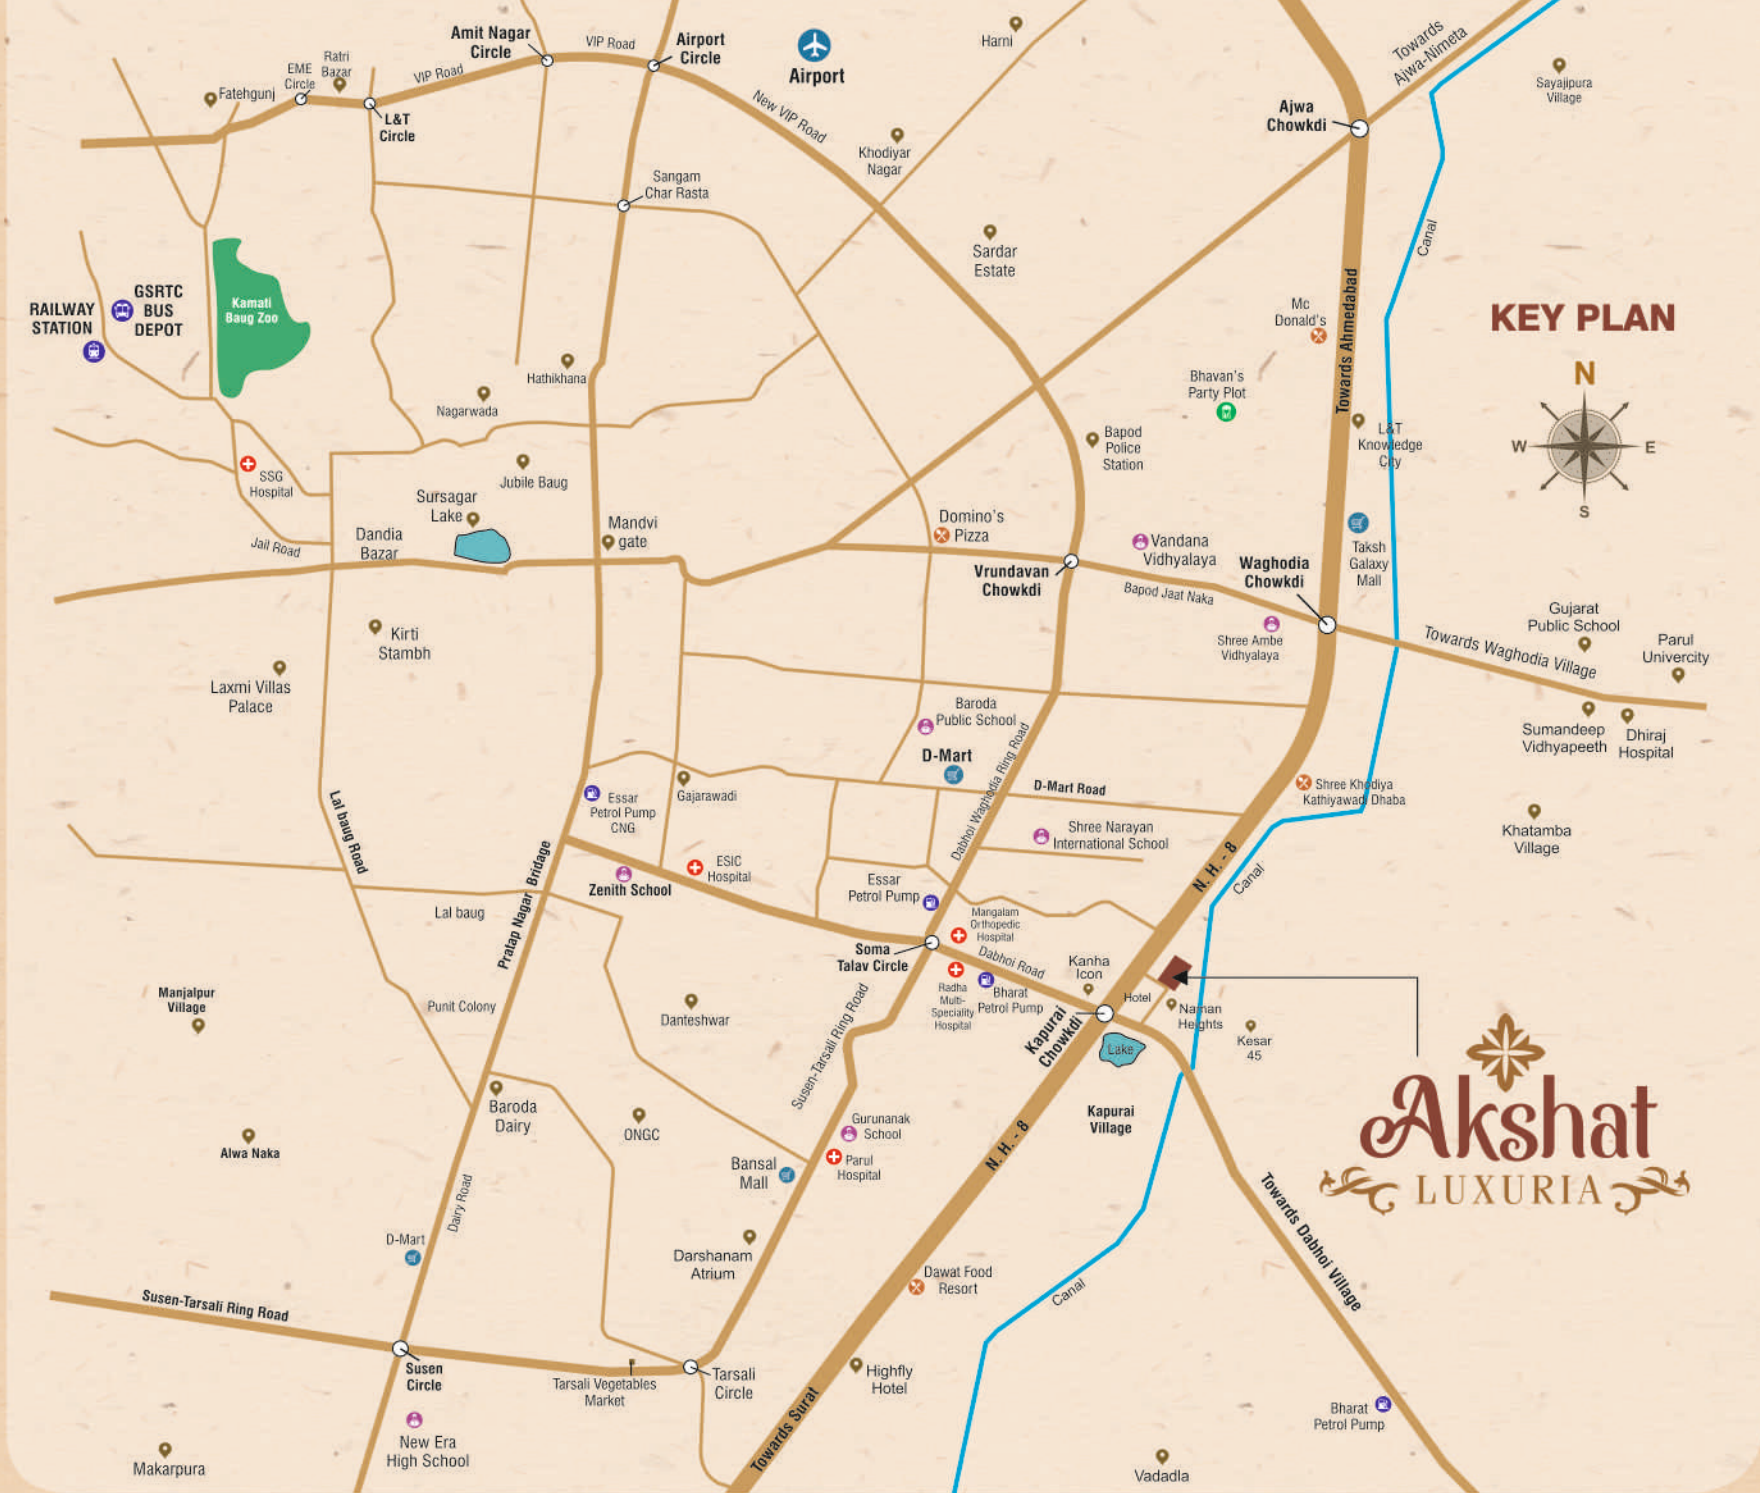 Amit Nagar
Circle
VIP Road
Airport
Circle
Airport
Harni
Towards
Ajwa-Nimeta
Sayajipura
Village
Ratri
Bazar
EME
Circle
Fatehgunj
VIP Road
L&T
Circle
New VIP Road
Khodiyar
Nagar
Ajwa
Chowkdi
Sangam
Char Rasta
Sardar
Estate
Canal
RAILWAY
STATION
GSRTC
BUS
DEPOT
Kamati
Baug Zoo
Mc
Donald's
Towards Ahmedabad
KEY PLAN
N
W
E
S
Hathikhana
Nagarwada
Bhavan's
Party Plot
Bapod
Police
Station
L&T
Knowledge
City
SSG
Hospital
Jubile Baug
Sursagar
Lake
Jail Road
Dandia
Bazar
Mandvi
gate
Domino's
Pizza
Vandana
Vidhyalaya
Vrundavan
Chowkdi
Waghodia
Chowkdi
Taksh
Galaxy
Mall
Bapod Jaat Naka
Shree Ambe
Vidhyalaya
Towards Waghodia Village
Gujarat
Public School
Parul
Univercity
Kirti
Stambh
Laxmi Villas
Palace
Sumandeep
Vidhyapeeth
Dhiraj
Hospital
Baroda
Public School
D-Mart
Dabhoi Waghodia Ring Road
D-Mart Road
Shree Khodiya
Kathiyawadi Dhaba
Lal baug Road
Essar
Petrol Pump
CNG
Gajarawadi
Shree Narayan
International School
Khatamba
Village
Pratap Nagar Bridage
Zenith School
ESIC
Hospital
Essar
Petrol Pump
N. H. - 8
Canal
Lal baug
Mangalam
Orthopedic
Hospital
Soma
Talav Circle
Dabhoi Road
Kanha
Icon
Radha
Multi-
Speciality
Hospital
Bharat
Petrol Pump
Hotel
Naman
Heights
Kesar
45
Kapurai
Chowkdi
Lake
Manjalpur
Village
Punit Colony
Danteshwar
Susen-Tarsali Ring Road
Akshat
LUXURIA
Baroda
Dairy
ONGC
Gurunanak
School
Kapurai
Village
N. H. - 8
Alwa Naka
Bansal
Mall
Parul
Hospital
Dairy Road
Towards Dabhoi Village
D-Mart
Darshanam
Atrium
Dawat Food
Resort
Canal
Susen-Tarsali Ring Road
Susen
Circle
Tarsali Vegetables
Market
Tarsali
Circle
Highfly
Hotel
Towards Surat
Bharat
Petrol Pump
New Era
High School
Makarpura
Vadadla